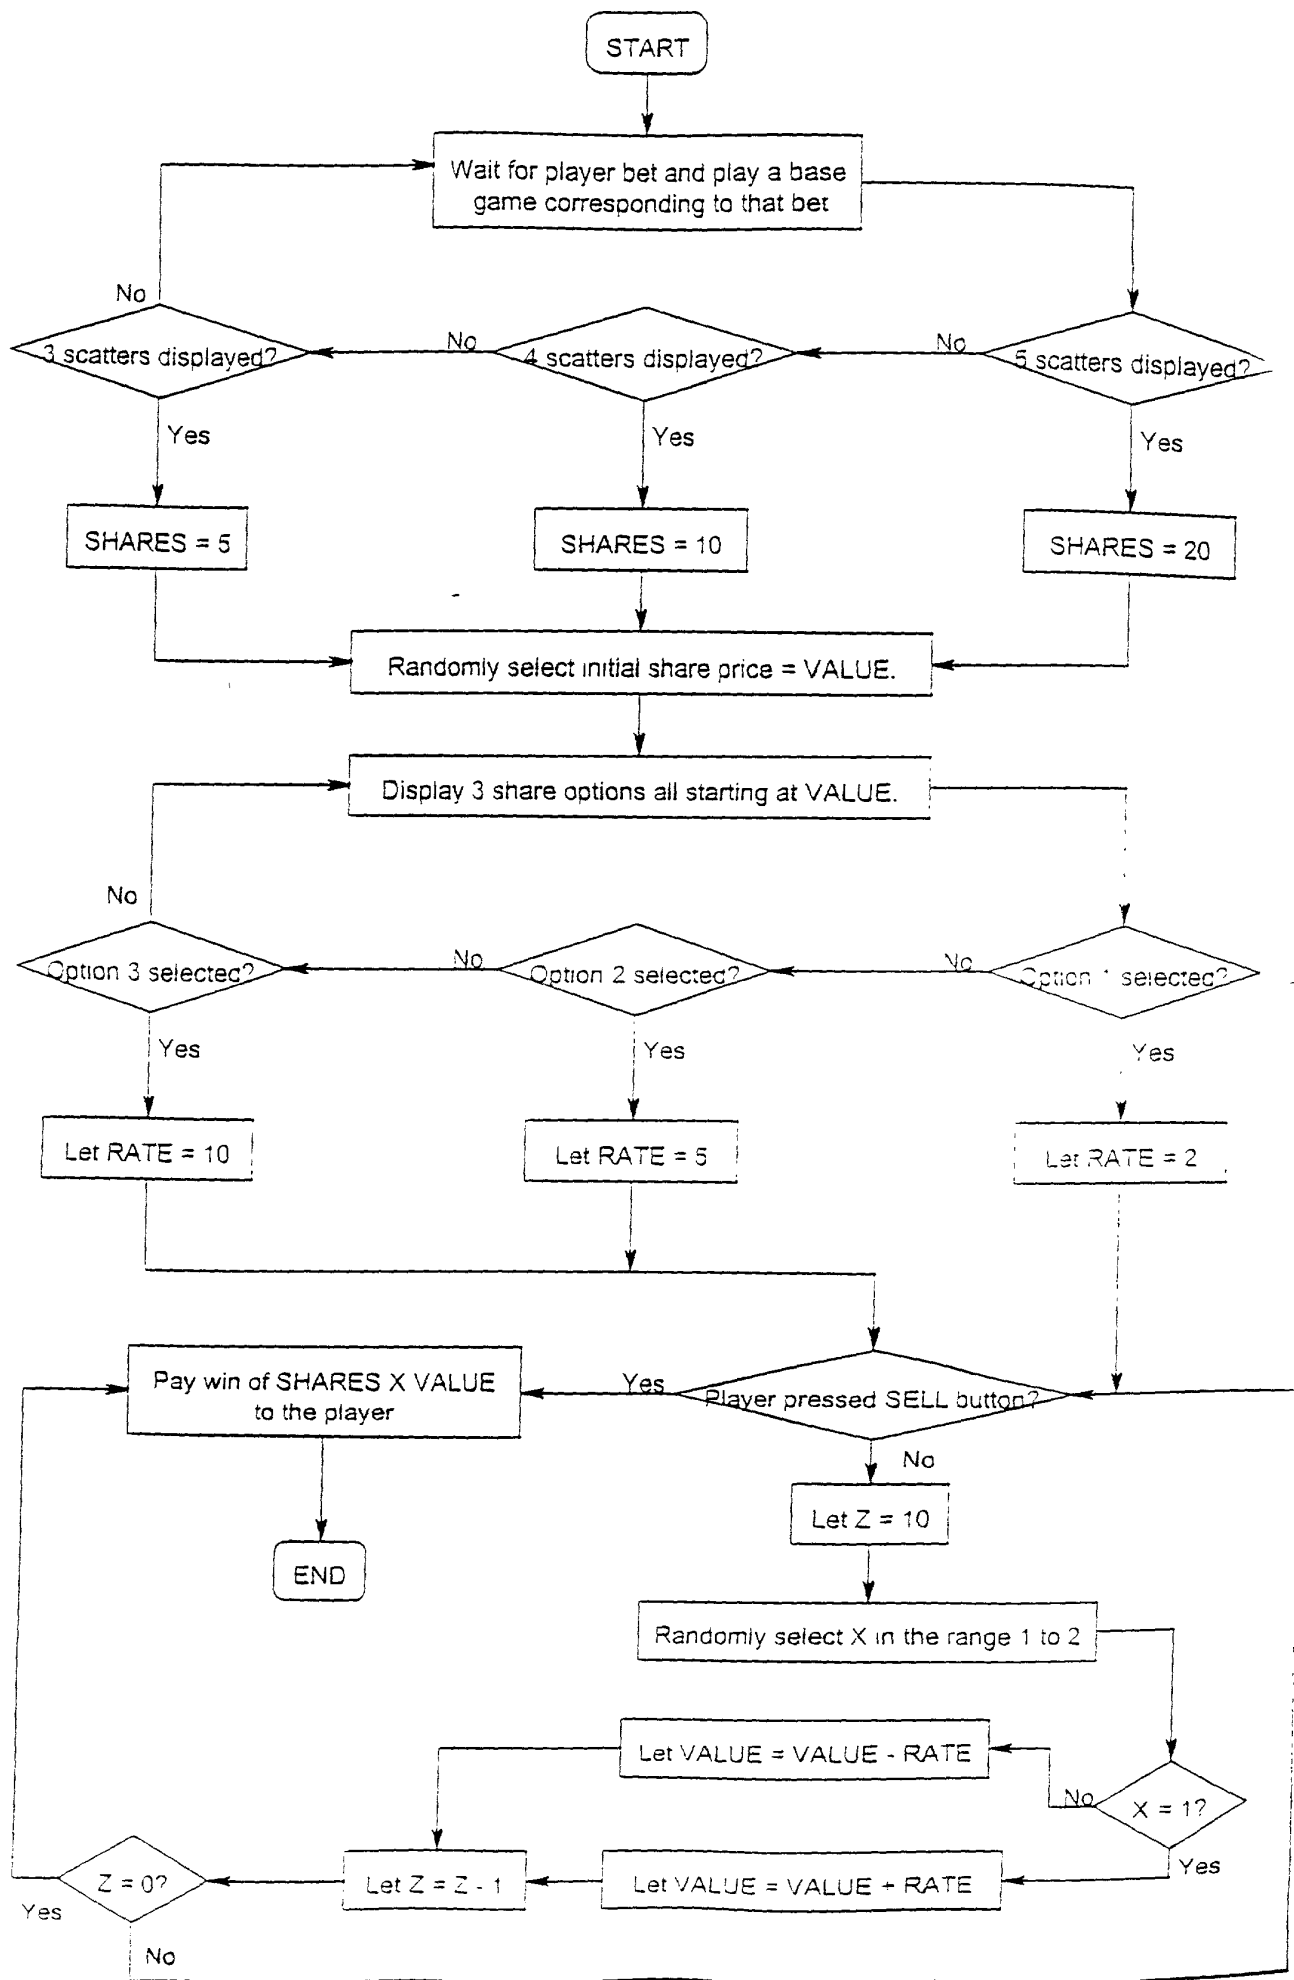 START
Wait for player bet and play a base
game corresponding to that bet
No
3 scatters displayed?
No
4 scatters displayed?
No
5 scatters displayed?
Yes
Yes
Yes
SHARES = 5
SHARES = 10
SHARES = 20
Randomly select initial share price = VALUE.
Display 3 share options all starting at VALUE.
No
Option 3 selected?
No
Option 2 selected?
No
Option 1 selected?
Yes
Yes
Yes
Let RATE = 10
Let RATE = 5
Let RATE = 2
Pay win of SHARES X VALUE
to the player
Yes
Player pressed SELL button?
No
Let Z = 10
END
Randomly select X in the range 1 to 2
Let VALUE = VALUE - RATE
No
X = 1?
Yes
Z = 0?
Let Z = Z - 1
Let VALUE = VALUE + RATE
Yes
No